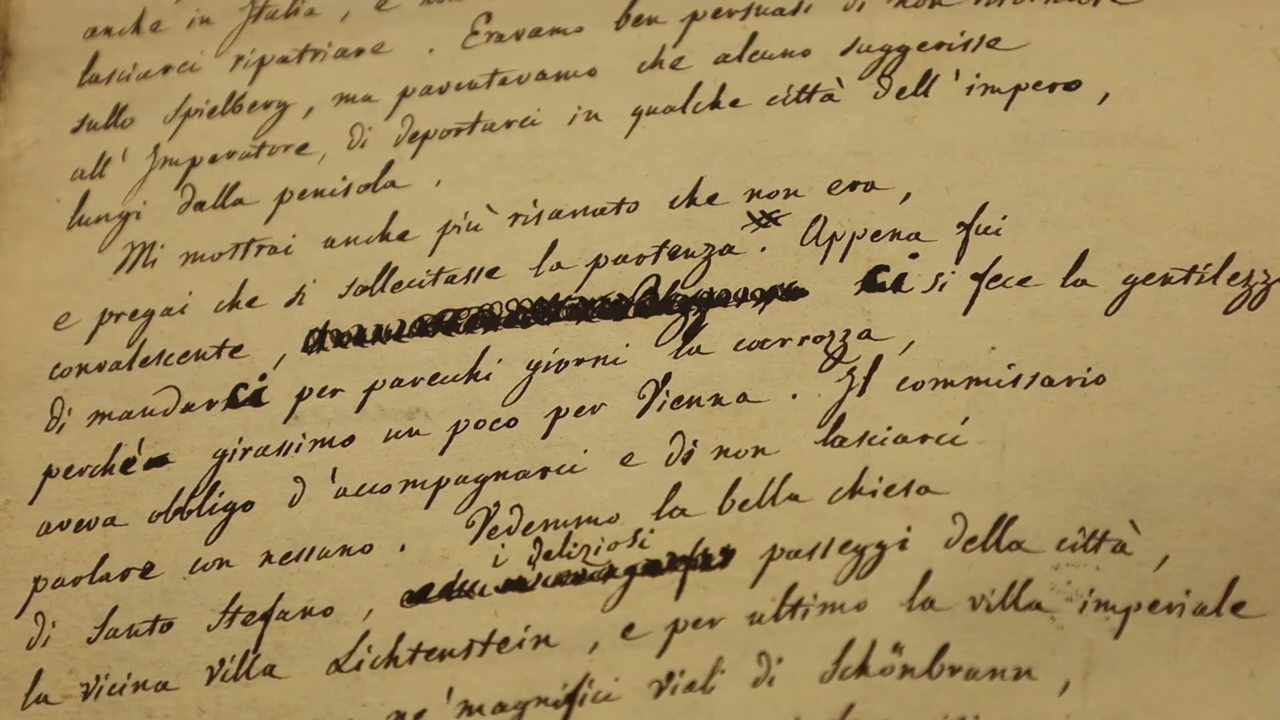 anche in Italia, e non
lasciarci ripatriare. Eravamo ben persuasi di non ritornare
sullo Spielberg, ma paventavamo che alcuno suggerisse
all'Imperatore, di deportarci in qualche città dell'impero,
lungi dalla penisola.
Mi mostrai anche più risanato che non era,
e pregai che si sollecitasse la partenza. Appena fui
convalescente, ci si fece la gentilezz
di mandarci per parecchi giorni la carrozza,
perchè girassimo un poco per Vienna. Il commissario
aveva obbligo d'accompagnarci e di non lasciarci
parlare con nessuno. Vedemmo la bella chiesa
i deliziosi
di Santo Stefano, passeggi della città,
la vicina villa Lichtenstein, e per ultimo la villa imperiale
ne' magnifici viali di Schönbrunn,